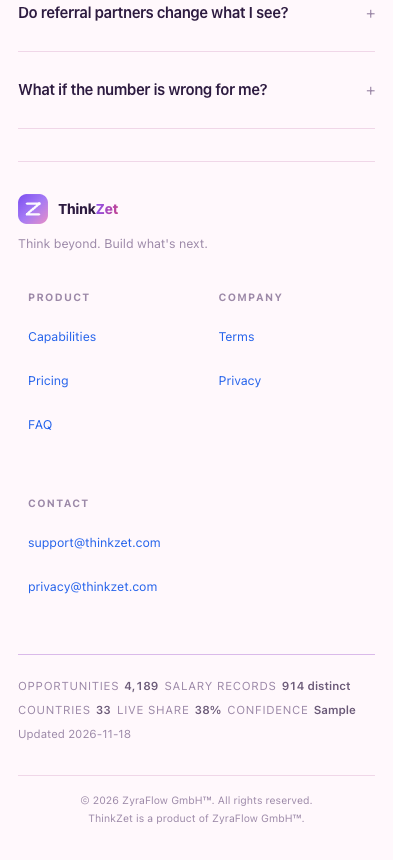 Do referral partners change what I see? +
What if the number is wrong for me? +
ThinkZet
Think beyond. Build what's next.
PRODUCT
Capabilities
Pricing
FAQ
COMPANY
Terms
Privacy
CONTACT
support@thinkzet.com
privacy@thinkzet.com
OPPORTUNITIES 4,189 SALARY RECORDS 914 distinct
COUNTRIES 33 LIVE SHARE 38% CONFIDENCE Sample
Updated 2026-11-18
© 2026 ZyraFlow GmbH™. All rights reserved.
ThinkZet is a product of ZyraFlow GmbH™.